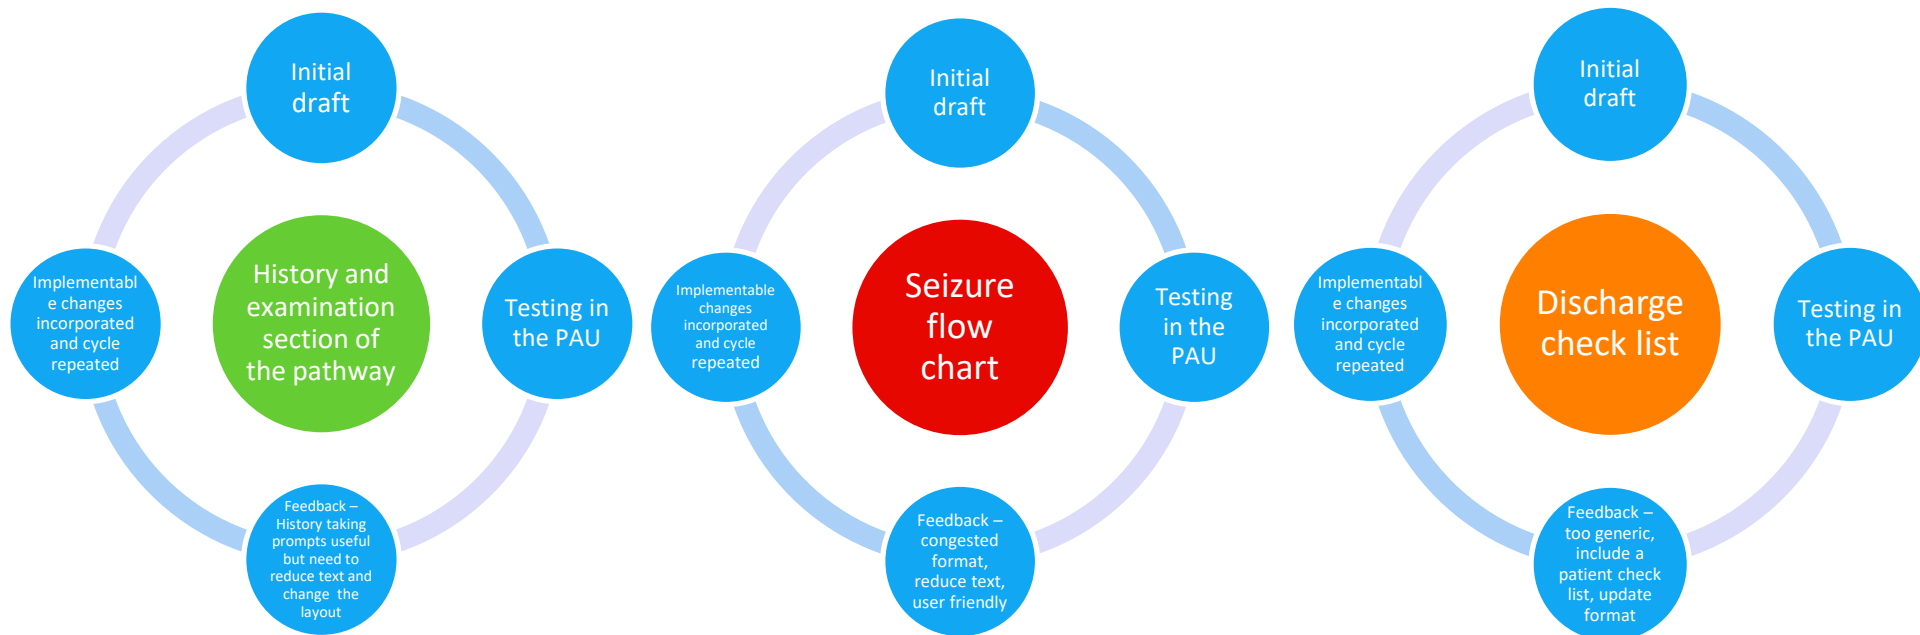 Initial
draft
Testing in
the PAU
Feedback –
History taking
prompts useful
but need to
reduce text and
change  the
layout
Implementabl
e changes
incorporated
and cycle
repeated
History and
examination
section of
the pathway
Initial
draft
Testing
in the
PAU
Feedback –
congested
format,
reduce text,
user friendly
Implementable
changes
incorporated
and cycle
repeated
Seizure
flow
chart
Initial
draft
Testing in
the PAU
Feedback –
too generic,
include a
patient check
list, update
format
Implementabl
e changes
incorporated
and cycle
repeated
Discharge
check list